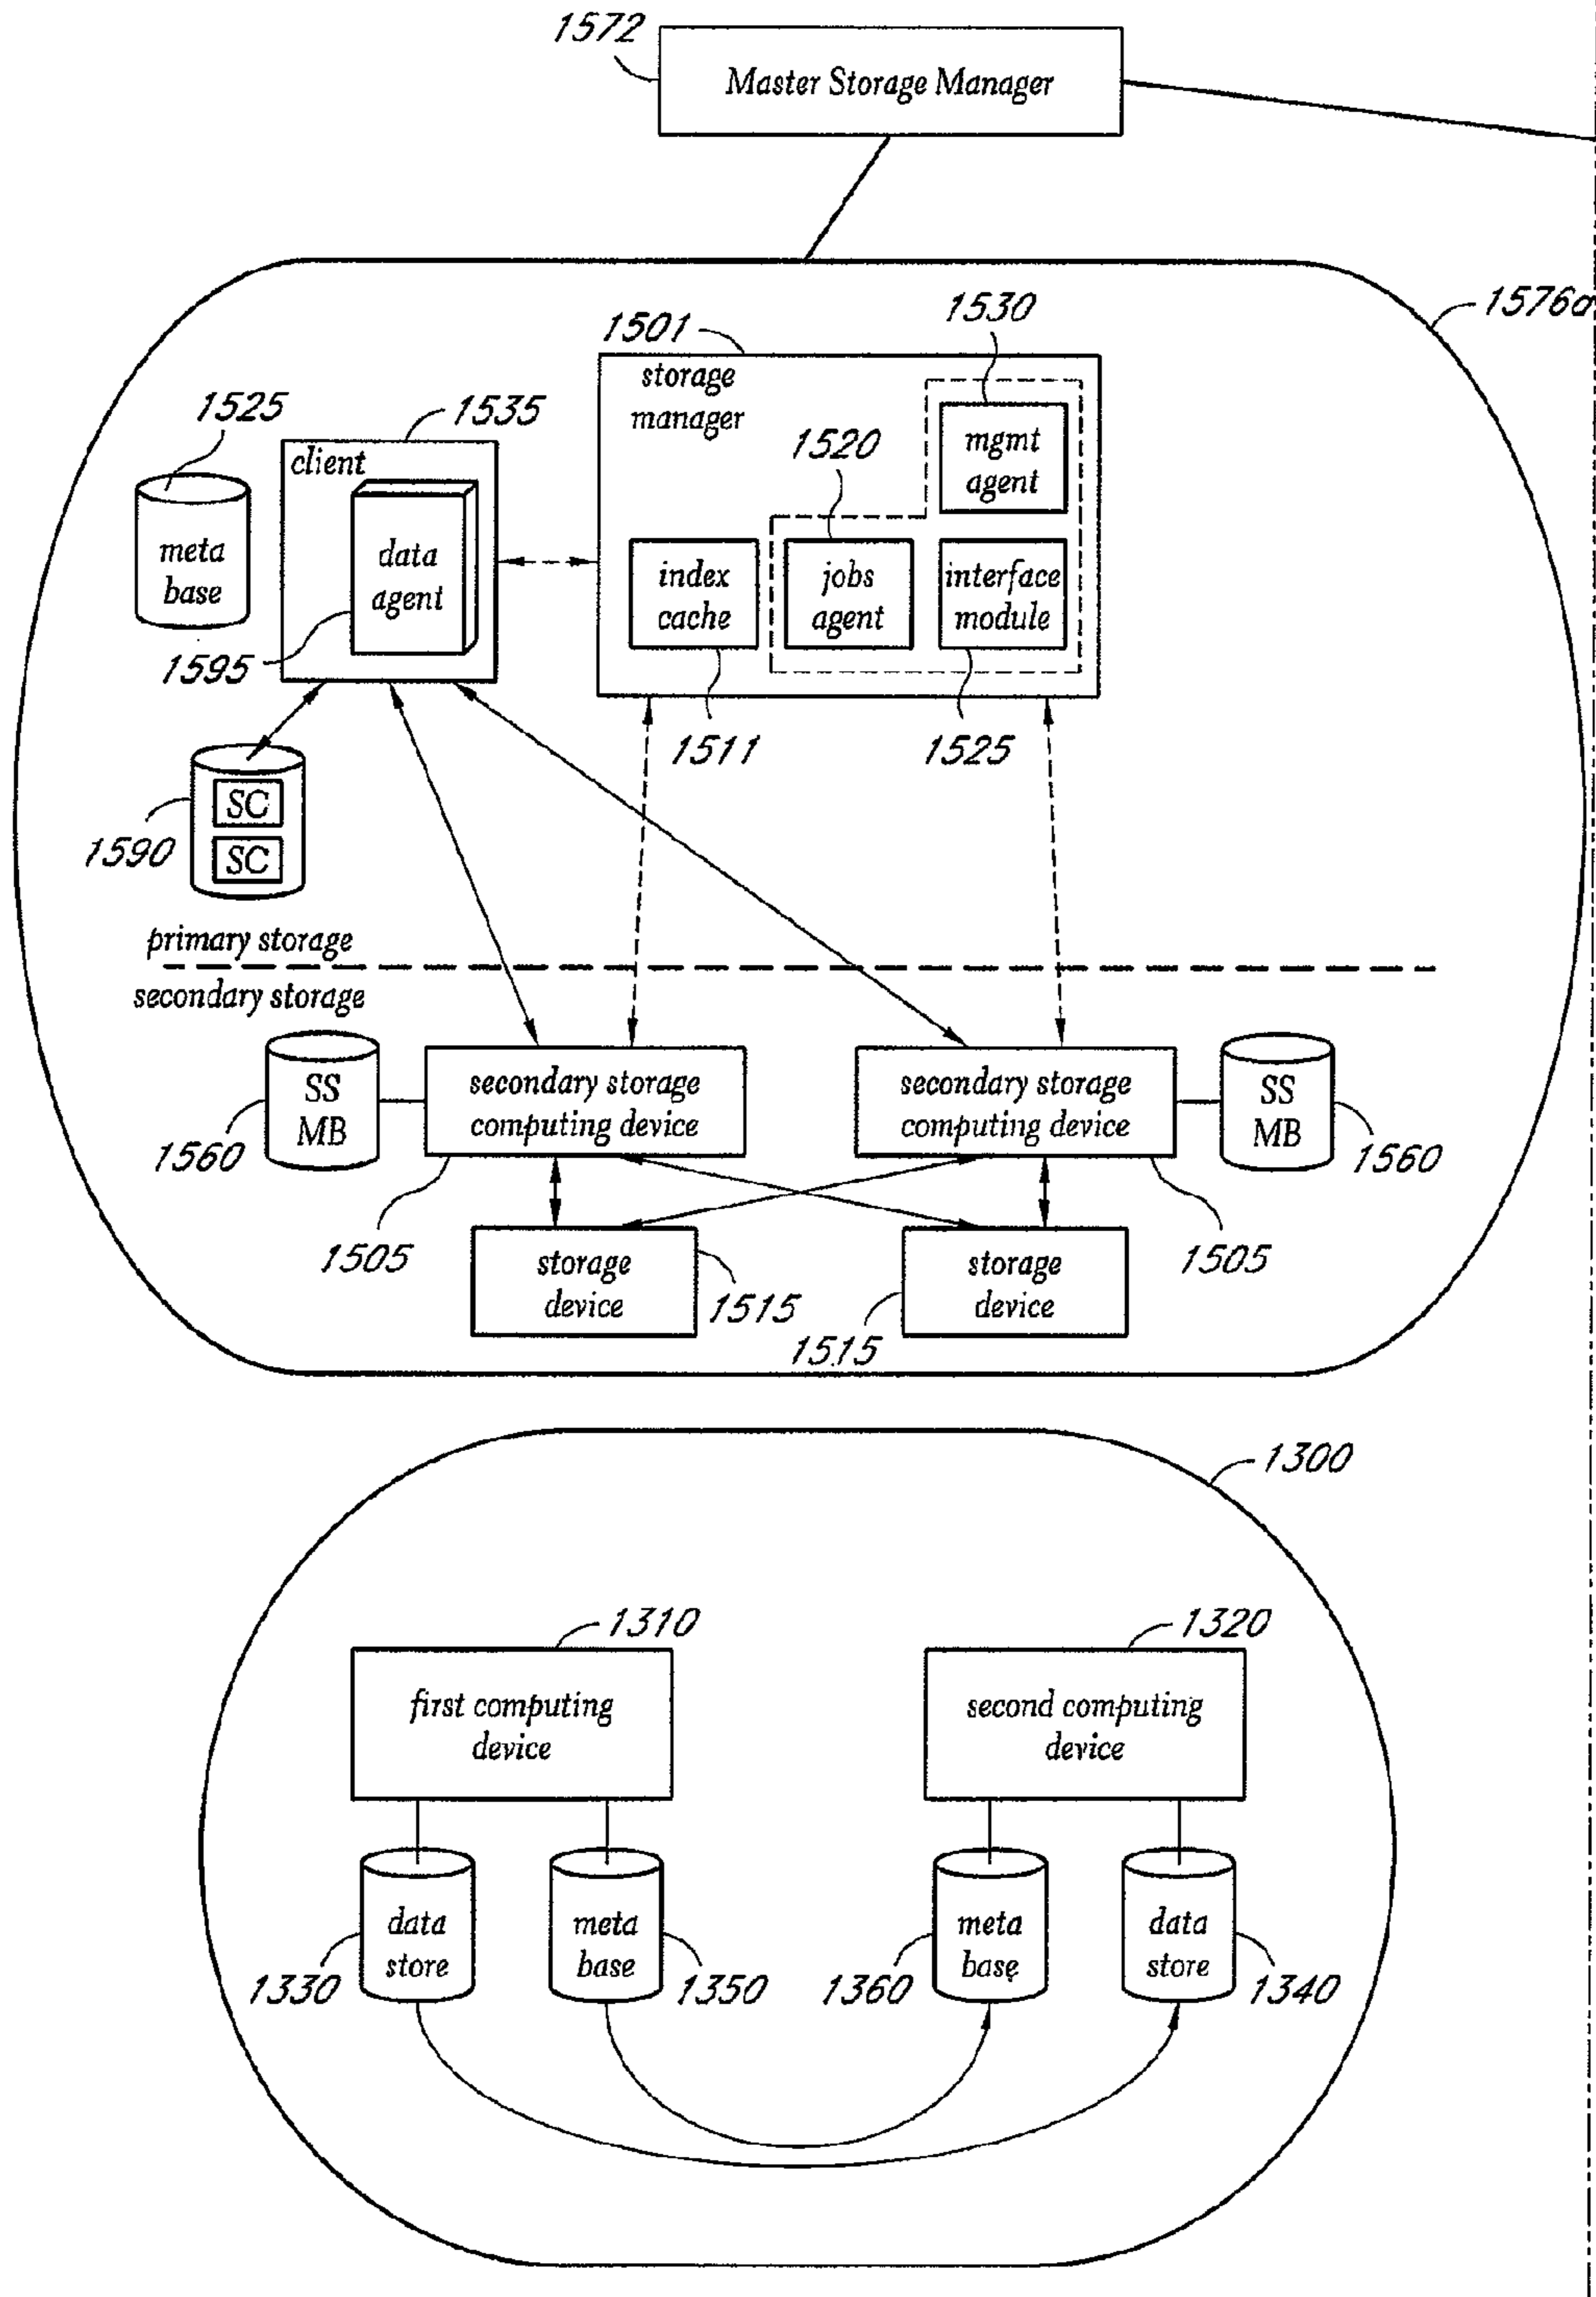 1572
Master Storage Manager
1576a
1530
1501
storage
manager
1525
1535
1520
mgmt
agent
client
meta
base
data
agent
index
cache
jobs
agent
interface
module
1595
1511
1525
SC
SC
1590
primary storage
secondary storage
SS
MB
secondary storage
computing device
secondary storage
computing device
SS
MB
1560
1560
1505
storage
device
1515
storage
device
1505
1515
1300
1310
1320
first computing
device
second computing
device
data
store
meta
base
meta
base
data
store
1330
1350
1360
1340